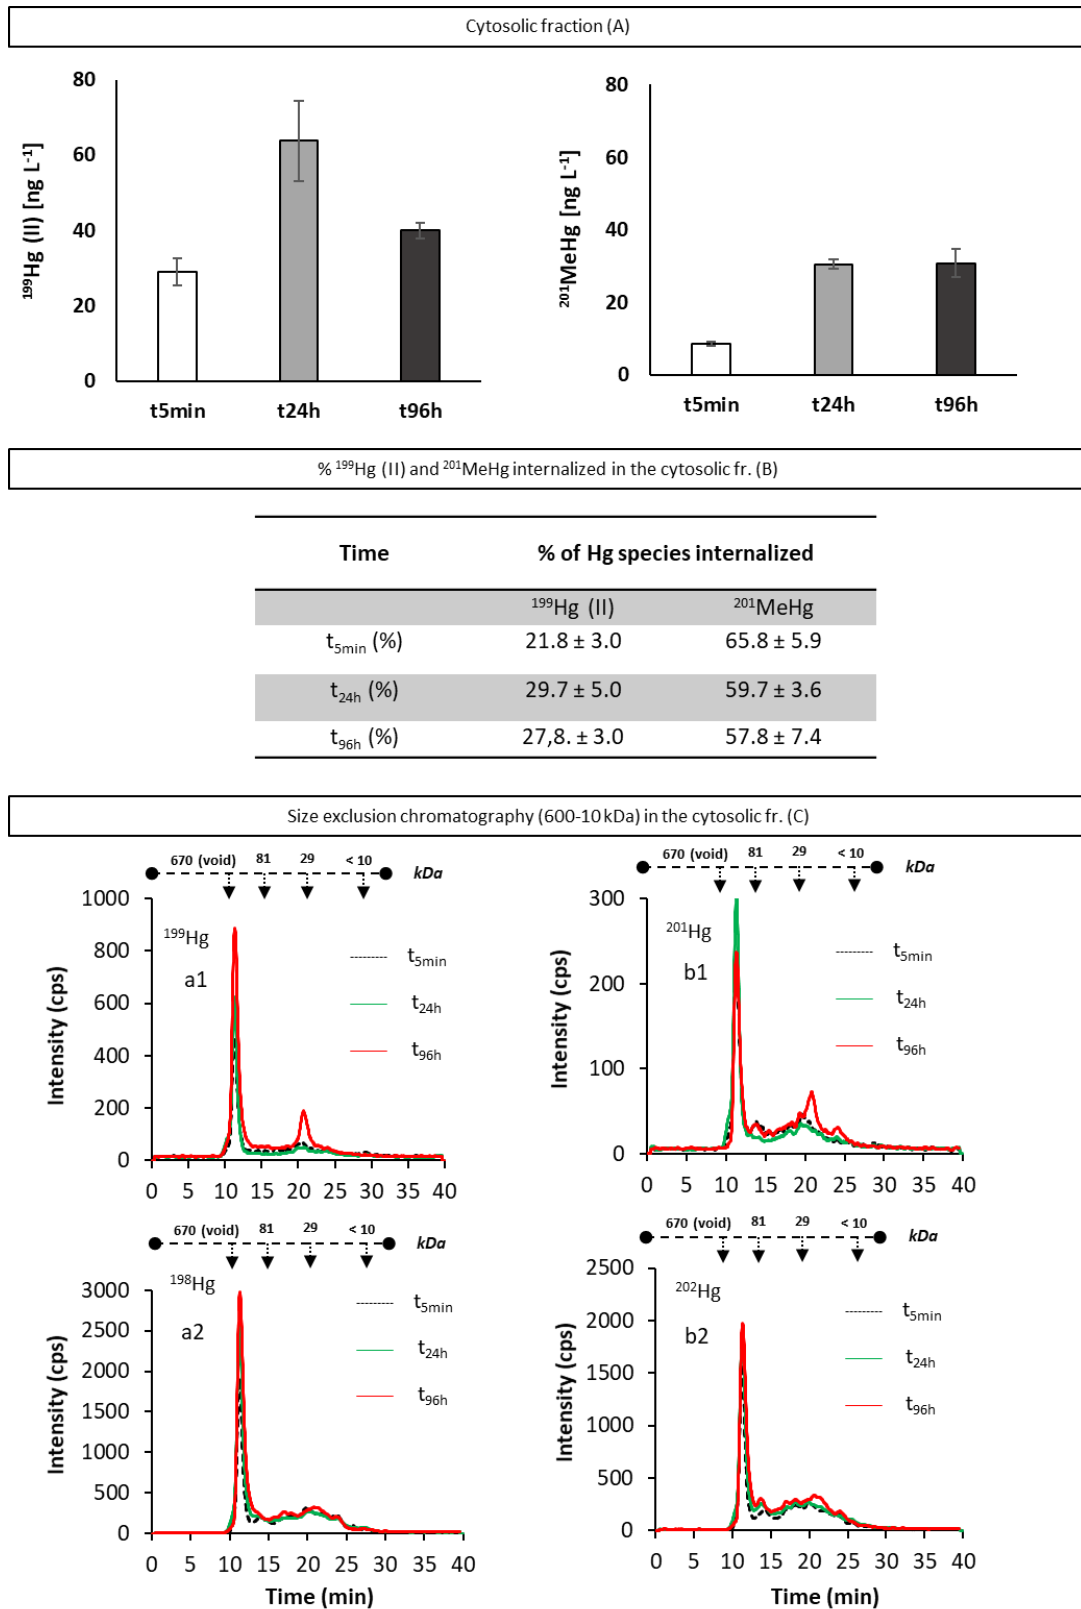 Cytosolic fraction (A)
80
60
40
20
0
¹⁹⁹Hg (II) [ng L⁻¹]
t5min t24h t96h
80
60
40
20
0
²⁰¹MeHg [ng L⁻¹]
t5min t24h t96h
% ¹⁹⁹Hg (II) and ²⁰¹MeHg internalized in the cytosolic fr. (B)
Time % of Hg species internalized
¹⁹⁹Hg (II) ²⁰¹MeHg
t5min (%) 21.8 ± 3.0 65.8 ± 5.9
t24h (%) 29.7 ± 5.0 59.7 ± 3.6
t96h (%) 27,8. ± 3.0 57.8 ± 7.4
Size exclusion chromatography (600-10 kDa) in the cytosolic fr. (C)
670 (void) 81 29 < 10 kDa
1000
800
600
400
200
0
Intensity (cps)
¹⁹⁹Hg
a1
t5min
t24h
t96h
0 5 10 15 20 25 30 35 40
670 (void) 81 29 < 10 kDa
300
200
100
0
Intensity (cps)
²⁰¹Hg
b1
t5min
t24h
t96h
0 5 10 15 20 25 30 35 40
670 (void) 81 29 < 10 kDa
3000
2500
2000
1500
1000
500
0
Intensity (cps)
¹⁹⁸Hg
a2
t5min
t24h
t96h
0 5 10 15 20 25 30 35 40
Time (min)
670 (void) 81 29 < 10 kDa
2500
2000
1500
1000
500
0
Intensity (cps)
²⁰²Hg
b2
t5min
t24h
t96h
0 5 10 15 20 25 30 35 40
Time (min)